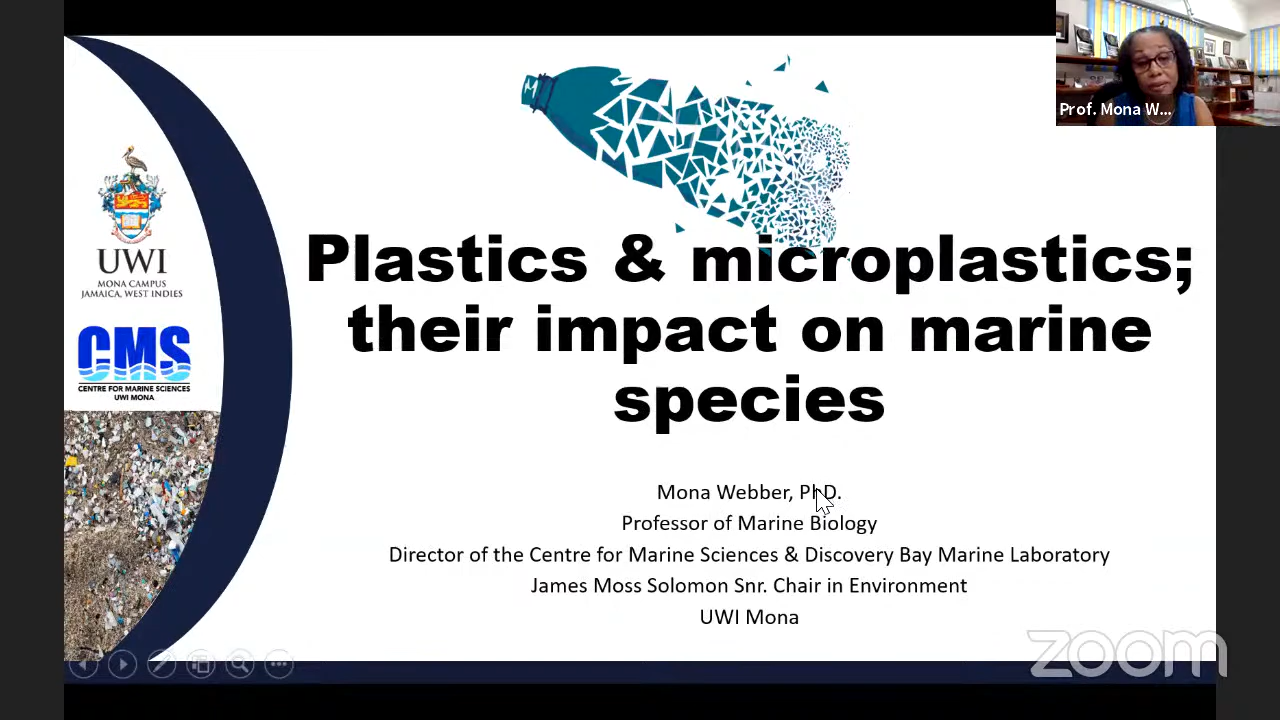 Prof. Mona W...
UWI
MONA CAMPUS
JAMAICA, WEST INDIES
CMS
CENTRE FOR MARINE SCIENCES
UWI MONA
Plastics & microplastics;
their impact on marine
species
Mona Webber, PhD.
Professor of Marine Biology
Director of the Centre for Marine Sciences & Discovery Bay Marine Laboratory
James Moss Solomon Snr. Chair in Environment
UWI Mona
zoom